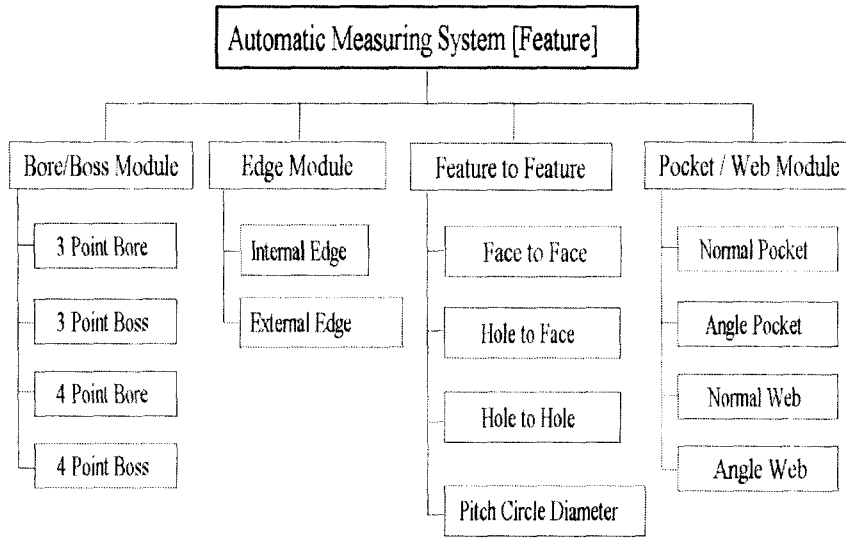 Automatic Measuring System [Feature]
Bore/Boss Module
3 Point Bore
3 Point Boss
4 Point Bore
4 Point Boss
Edge Module
Internal Edge
External Edge
Feature to Feature
Face to Face
Hole to Face
Hole to Hole
Pitch Circle Diameter
Pocket / Web Module
Normal Pocket
Angle Pocket
Normal Web
Angle Web